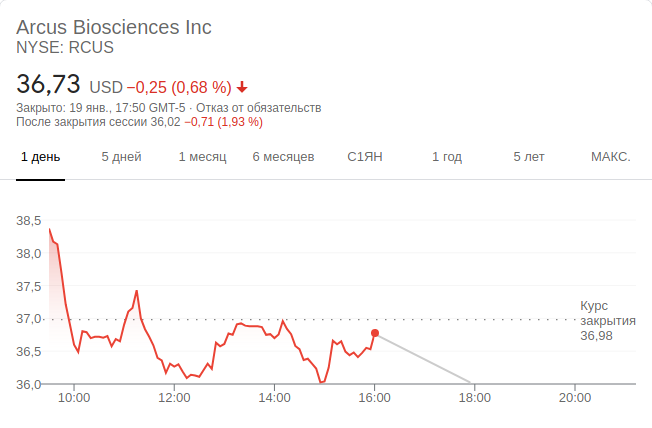 Arcus Biosciences Inc
NYSE: RCUS
36,73 USD −0,25 (0,68 %)
Закрыто: 19 янв., 17:50 GMT-5 · Отказ от обязательств
После закрытия сессии 36,02 −0,71 (1,93 %)
1 день 5 дней 1 месяц 6 месяцев С1ЯН 1 год 5 лет МАКС.
38,5
38,0
37,5
37,0
36,5
36,0
Курс
закрытия
36,98
10:00 12:00 14:00 16:00 18:00 20:00